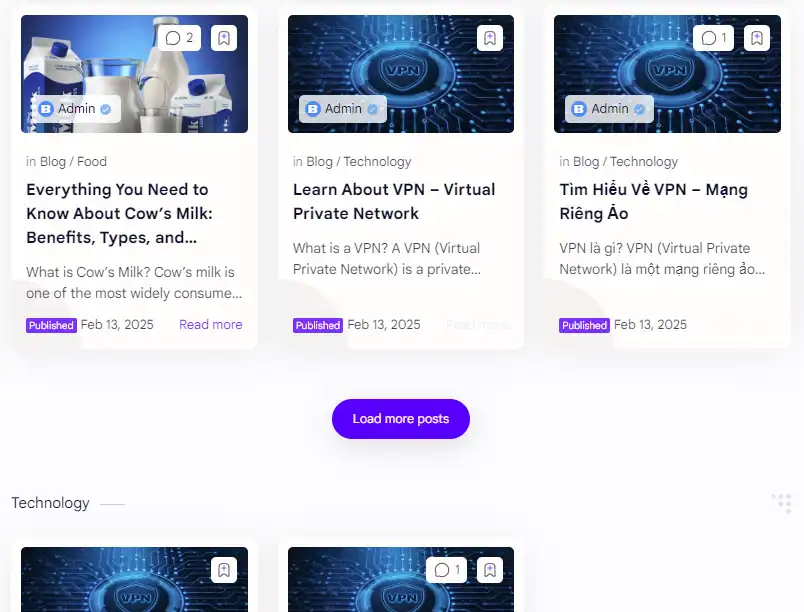 2
1
Admin
Admin
Admin
VPN
VPN
in Blog / Food
Everything You Need to
Know About Cow's Milk:
Benefits, Types, and...
What is Cow's Milk? Cow's milk is
one of the most widely consume...
Published Feb 13, 2025 Read more
in Blog / Technology
Learn About VPN – Virtual
Private Network
What is a VPN? A VPN (Virtual
Private Network) is a private...
Published Feb 13, 2025 Read more
in Blog / Technology
Tìm Hiểu Về VPN – Mạng
Riêng Ảo
VPN là gì? VPN (Virtual Private
Network) là một mạng riêng ảo...
Published Feb 13, 2025
Load more posts
Technology
1
VPN
VPN